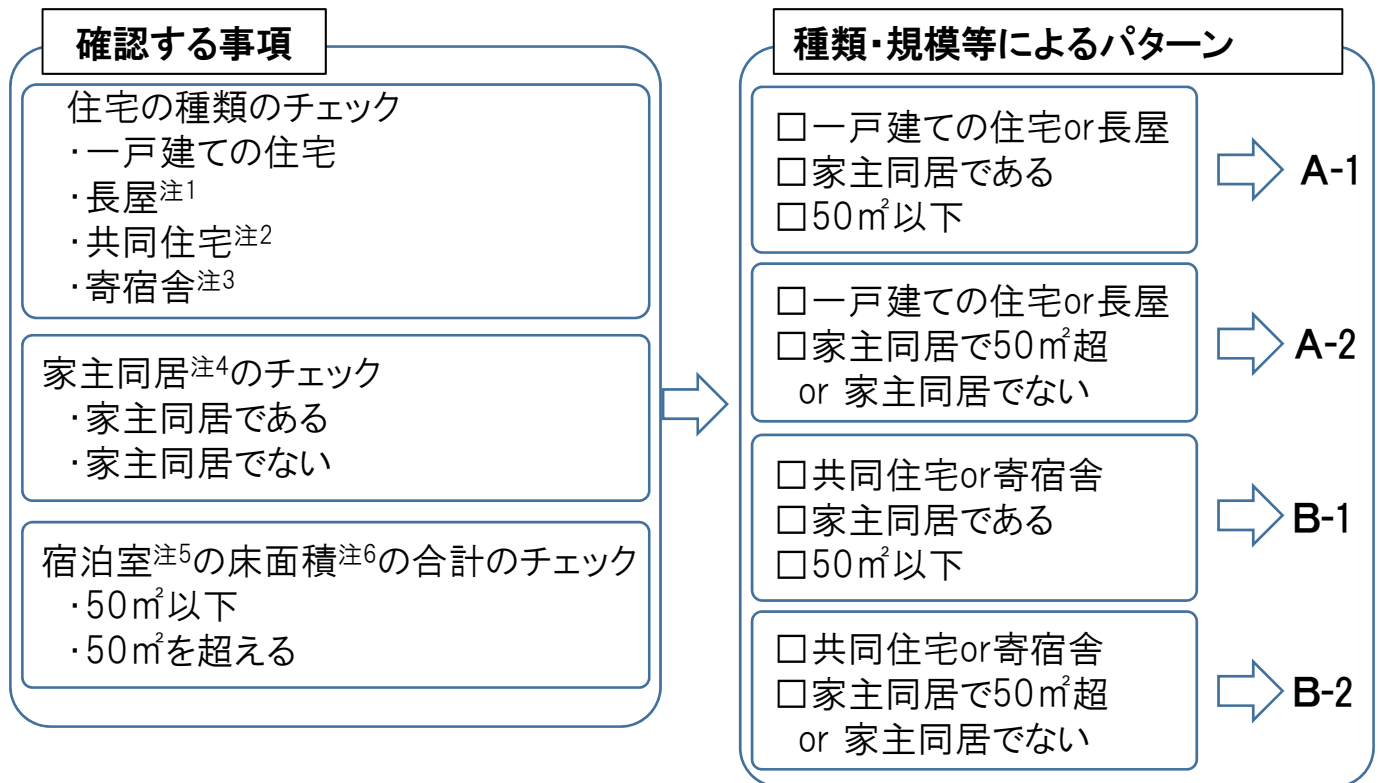 確認する事項
住宅の種類のチェック
・一戸建ての住宅
・長屋注1
・共同住宅注2
・寄宿舎注3
家主同居注4のチェック
・家主同居である
・家主同居でない
宿泊室注5の床面積注6の合計のチェック
・50㎡以下
・50㎡を超える
種類・規模等によるパターン
□一戸建ての住宅or長屋
□家主同居である
□50㎡以下
A-1
□一戸建ての住宅or長屋
□家主同居で50㎡超
or 家主同居でない
A-2
□共同住宅or寄宿舎
□家主同居である
□50㎡以下
B-1
□共同住宅or寄宿舎
□家主同居で50㎡超
or 家主同居でない
B-2